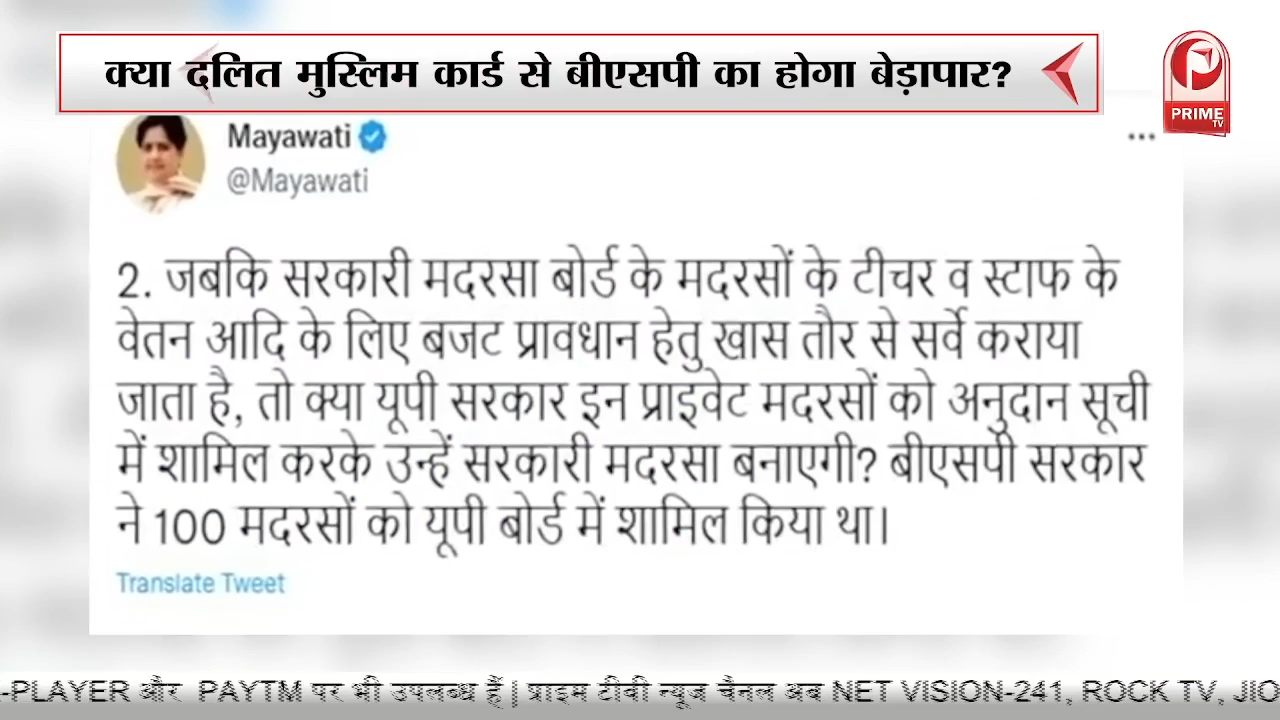 क्या दलित मुस्लिम कार्ड से बीएसपी का होगा बेड़ापार?
PRIME
TV
Mayawati
@Mayawati
2. जबकि सरकारी मदरसा बोर्ड के मदरसों के टीचर व स्टाफ के
वेतन आदि के लिए बजट प्रावधान हेतु खास तौर से सर्वे कराया
जाता है, तो क्या यूपी सरकार इन प्राइवेट मदरसों को अनुदान सूची
में शामिल करके उन्हें सरकारी मदरसा बनाएगी? बीएसपी सरकार
ने 100 मदरसों को यूपी बोर्ड में शामिल किया था।
Translate Tweet
-PLAYER और PAYTM पर भी उपलब्ध हैं | प्राइम टीवी न्यूज चैनल अब NET VISION-241, ROCK TV, JIO